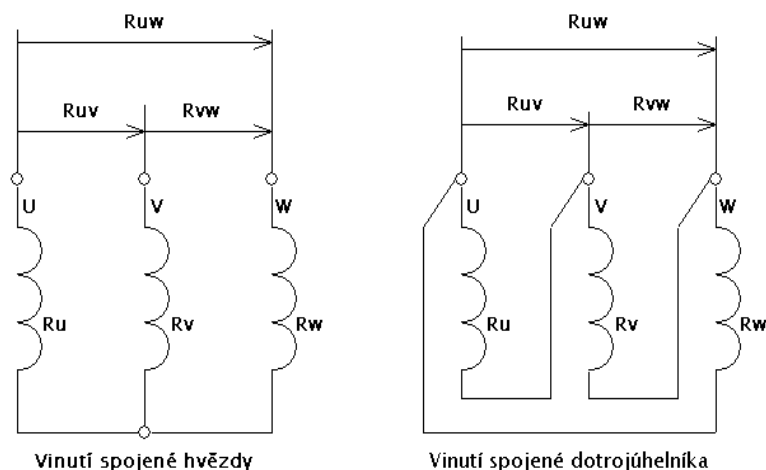 Ruw
Ruw
Ruv Rvw
Ruv Rvw
U V W
U V W
Ru Rv Rw
Ru Rv Rw
Vinutí spojené hvězdy
Vinutí spojené dotrojúhelníka